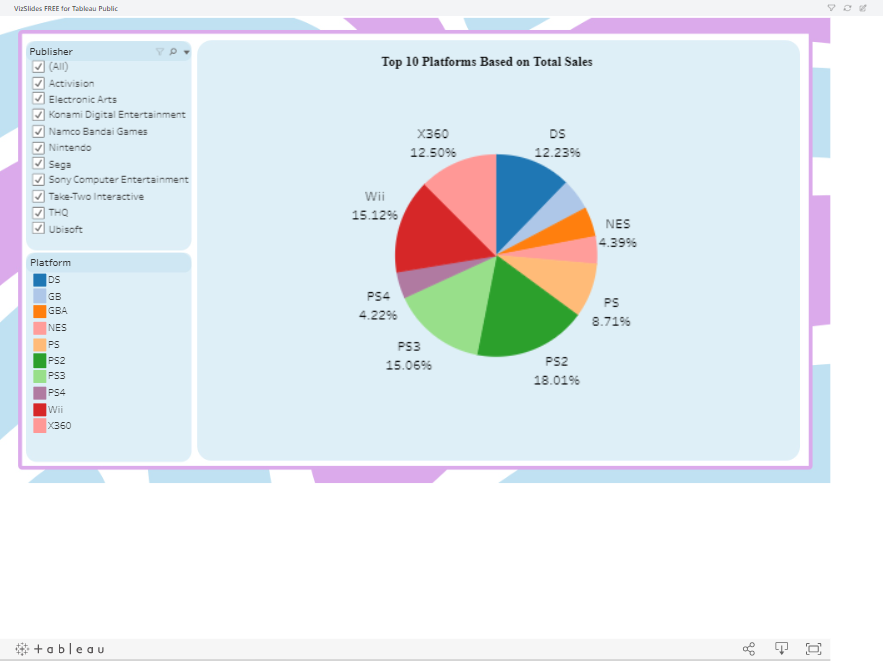 VizSlides FREE for Tableau Public
Publisher
(All)
Activision
Electronic Arts
Konami Digital Entertainment
Namco Bandai Games
Nintendo
Sega
Sony Computer Entertainment
Take-Two Interactive
THQ
Ubisoft
Platform
DS
GB
GBA
NES
PS
PS2
PS3
PS4
Wii
X360
Top 10 Platforms Based on Total Sales
X360
12.50%
DS
12.23%
Wii
15.12%
NES
4.39%
PS4
4.22%
PS
8.71%
PS3
15.06%
PS2
18.01%
+ a b l e a u